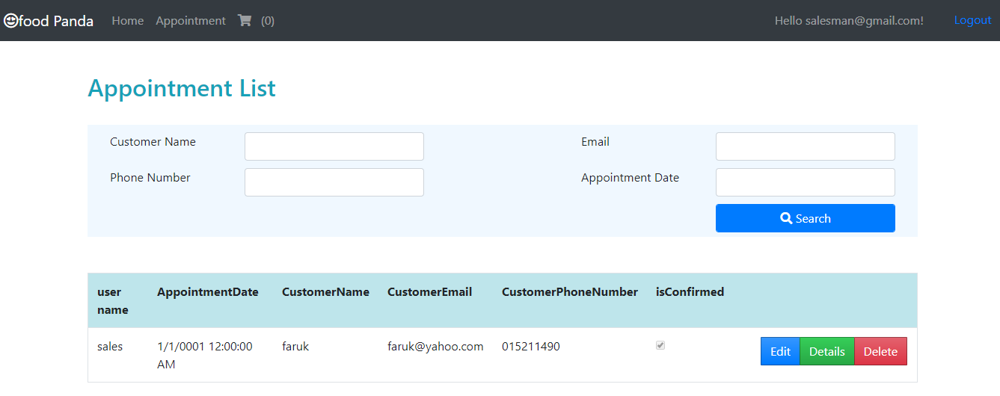 food Panda Home Appointment (0) Hello salesman@gmail.com! Logout
Appointment List
Customer Name Email
Phone Number Appointment Date
Search
user name AppointmentDate CustomerName CustomerEmail CustomerPhoneNumber isConfirmed
sales 1/1/0001 12:00:00 AM faruk faruk@yahoo.com 015211490 Edit Details Delete